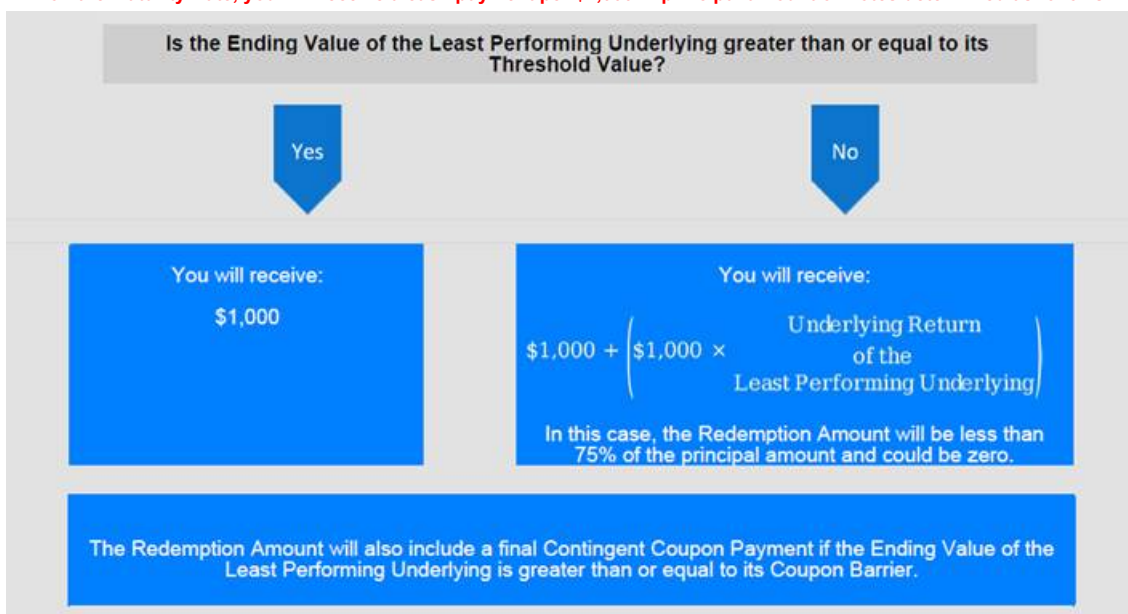 Is the Ending Value of the Least Performing Underlying greater than or equal to its
Threshold Value?
Yes
No
You will receive:
$1,000
You will receive:
$1,000 + ($1,000 × Underlying Return
of the
Least Performing Underlying)
In this case, the Redemption Amount will be less than
75% of the principal amount and could be zero.
The Redemption Amount will also include a final Contingent Coupon Payment if the Ending Value of the
Least Performing Underlying is greater than or equal to its Coupon Barrier.